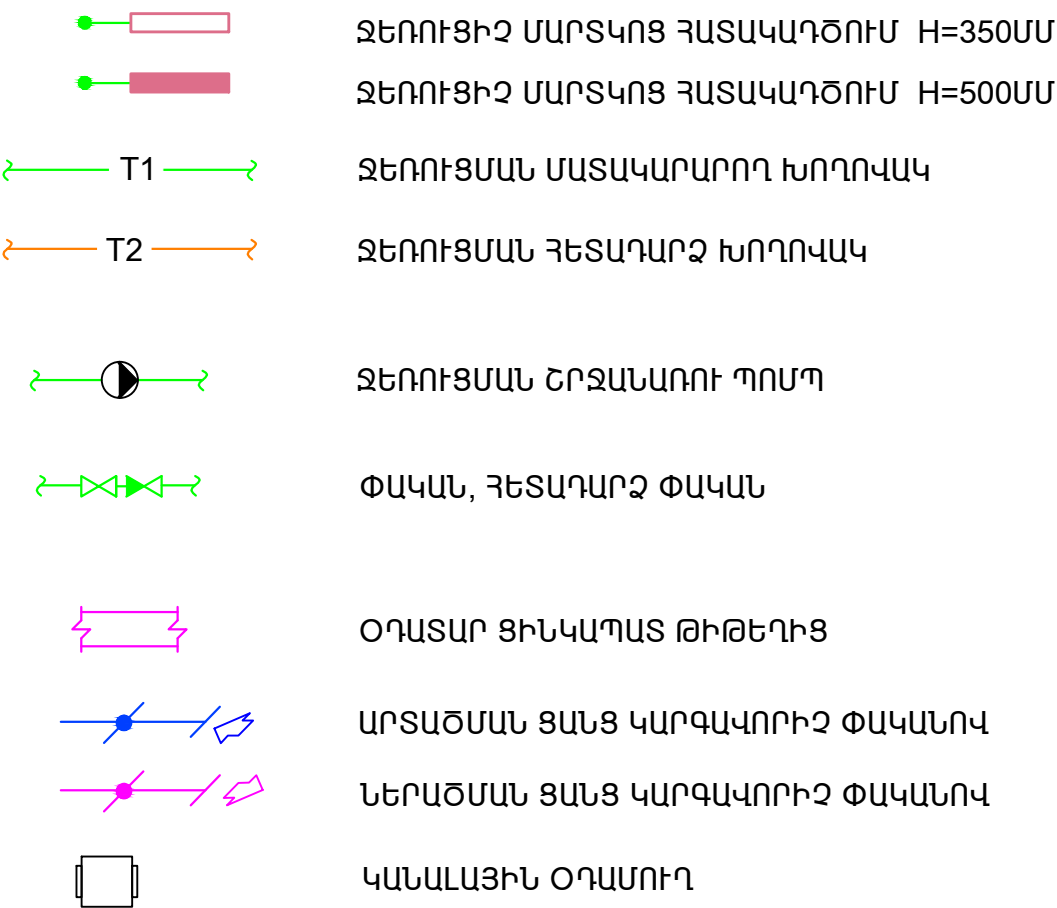 ՋԵՌՈՒՑԻՉ ՄԱՐՏԿՈՑ ՀԱՏԱԿԱԴԾՈՒՄ H=350ՄՄ
ՋԵՌՈՒՑԻՉ ՄԱՐՏԿՈՑ ՀԱՏԱԿԱԴԾՈՒՄ H=500ՄՄ
T1 ՋԵՌՈՒՑՄԱՆ ՄԱՏԱԿԱՐԱՐՈՂ ԽՈՂՈՎԱԿ
T2 ՋԵՌՈՒՑՄԱՆ ՀԵՏԱԴԱՐՁ ԽՈՂՈՎԱԿ
ՋԵՌՈՒՑՄԱՆ ՇՐՋԱՆԱՌՈՒ ՊՈՄՊ
ՓԱԿԱՆ, ՀԵՏԱԴԱՐՁ ՓԱԿԱՆ
ՕԴԱՏԱՐ ՑԻՆԿԱՊԱՏ ԹԻԹԵՂԻՑ
ԱՐՏԱԾՄԱՆ ՑԱՆՑ ԿԱՐԳԱՎՈՐԻՉ ՓԱԿԱՆՈՎ
ՆԵՐԱԾՄԱՆ ՑԱՆՑ ԿԱՐԳԱՎՈՐԻՉ ՓԱԿԱՆՈՎ
ԿԱՆԱԼԱՅԻՆ ՕԴԱՄՈՒՂ